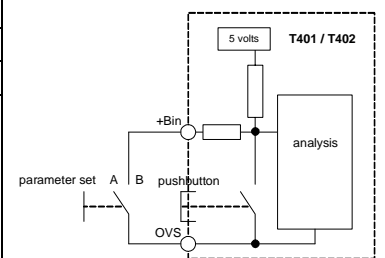 5 volts T401 / T402
+Bin
analysis
parameter set A B pushbutton
OVS